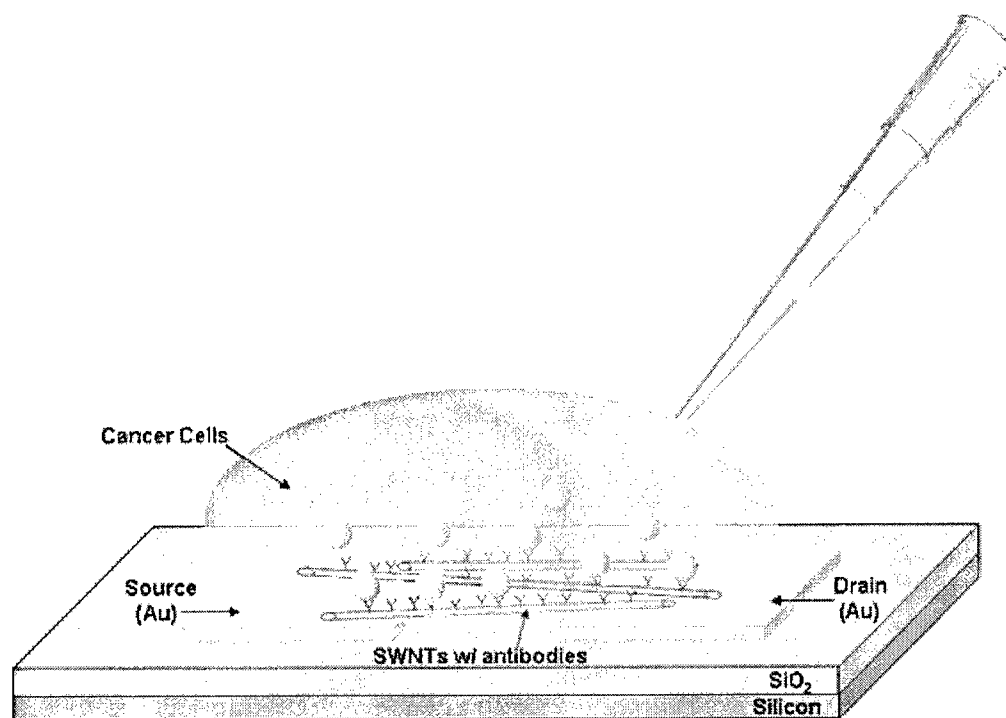 Cancer Cells
Source
(Au)
Drain
(Au)
SWNTs w/ antibodies
SiO₂
Silicon